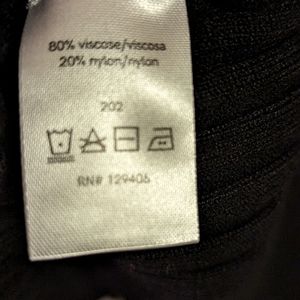 80% viscose/viscosa
20% nylon/nylon
202
RN# 129406